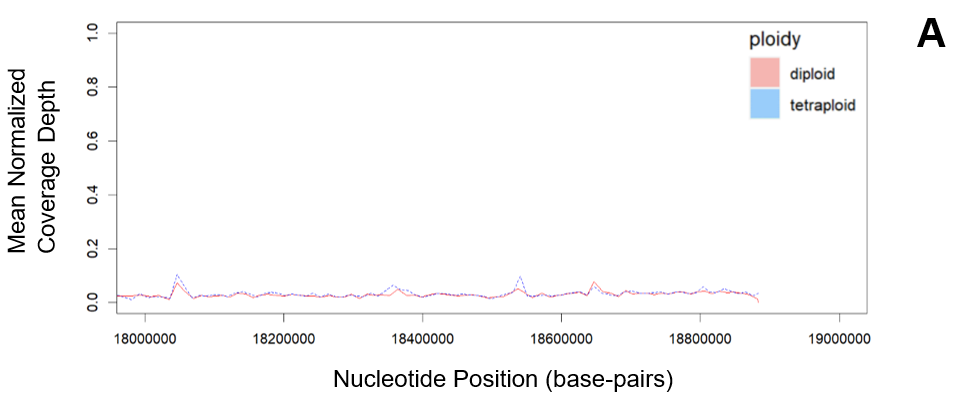 A
ploidy
diploid
tetraploid
Mean Normalized
Coverage Depth
1.0
0.8
0.6
0.4
0.2
0.0
18000000 18200000 18400000 18600000 18800000 19000000
Nucleotide Position (base-pairs)